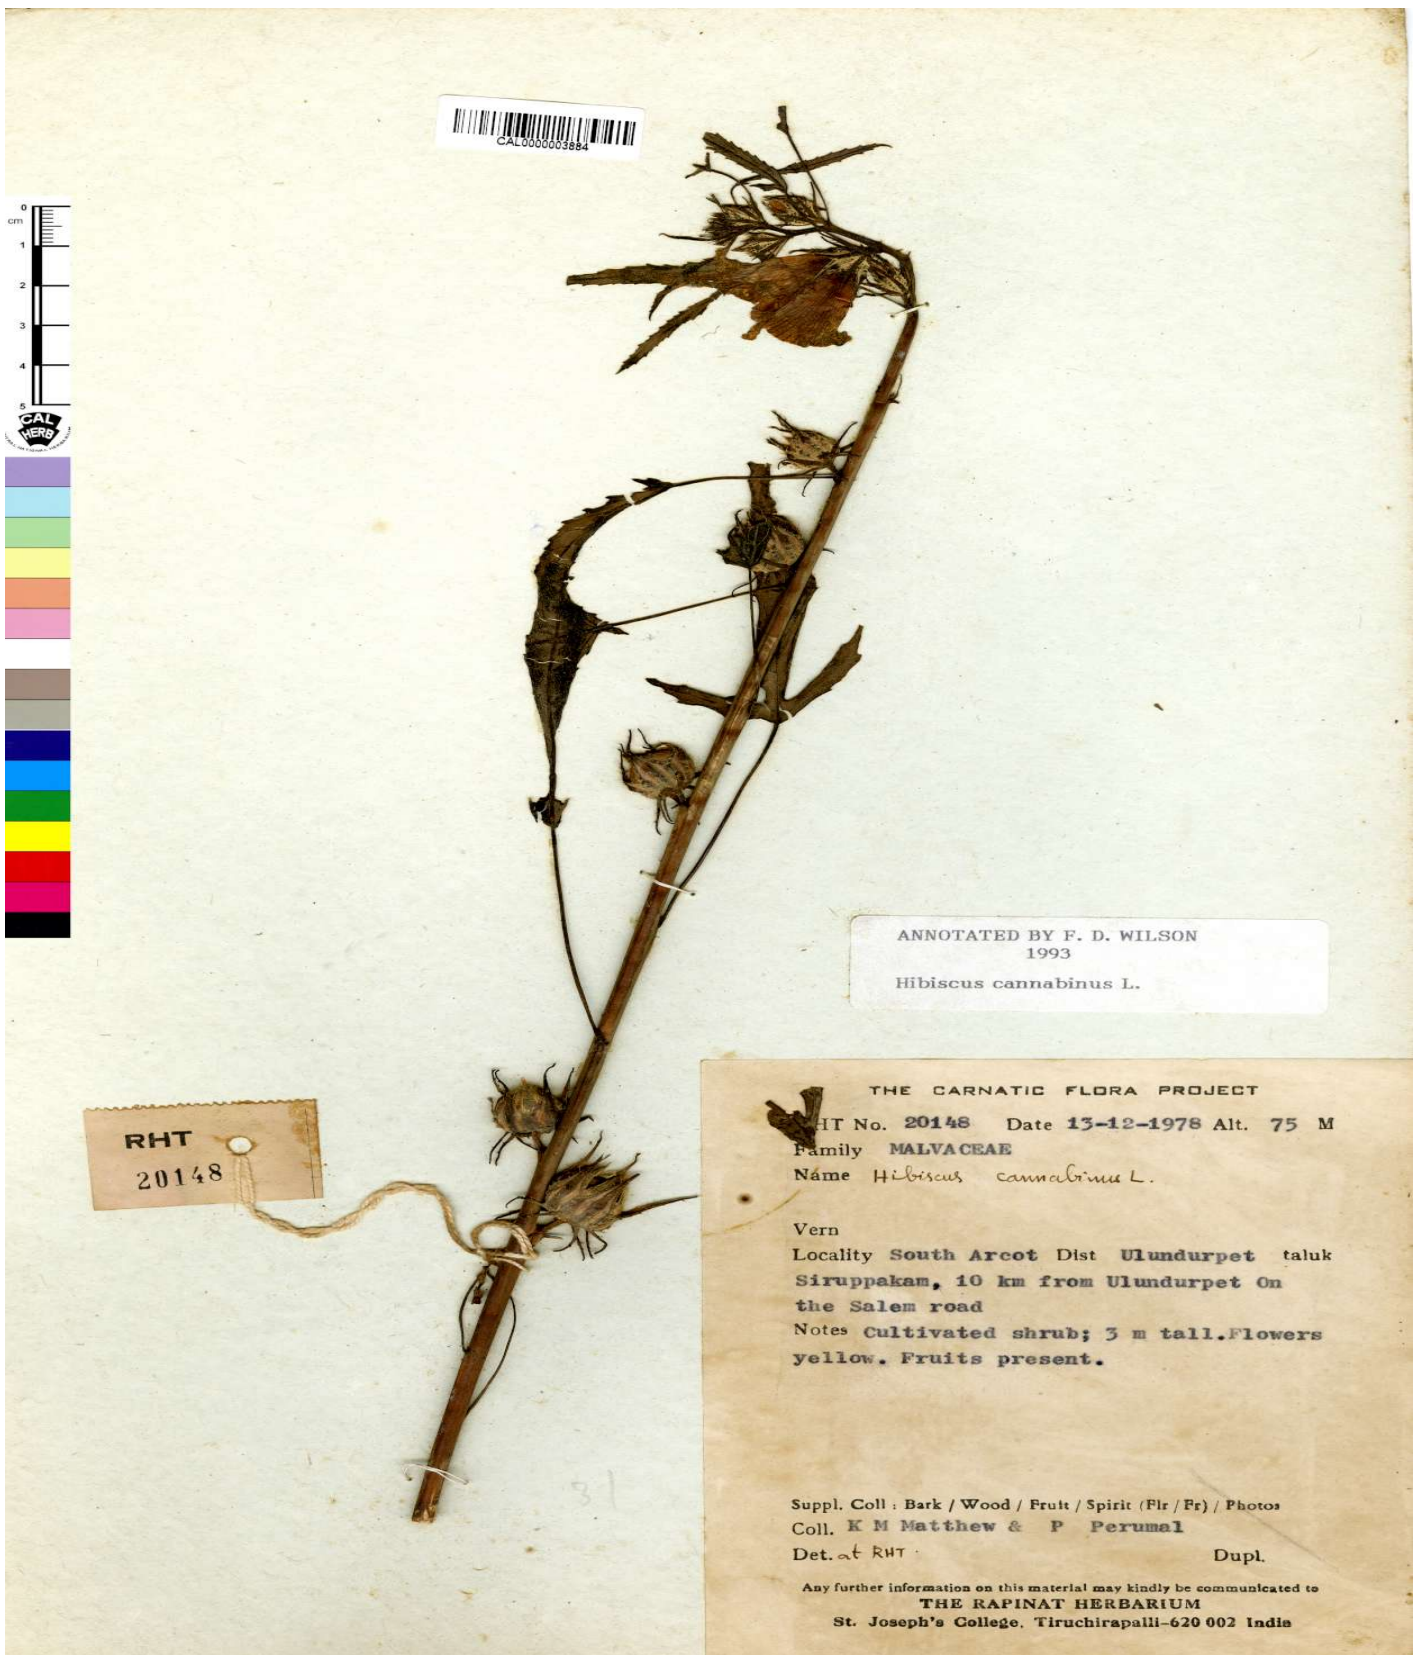 CAL0000003884
0
cm
1
2
3
4
5
CAL
HERB
ANNOTATED BY F. D. WILSON
1993
Hibiscus cannabinus L.
RHT
20148
THE CARNATIC FLORA PROJECT
HT No. 20148 Date 13-12-1978 Alt. 75 M
Family MALVACEAE
Name Hibiscus cannabinus L.
Vern
Locality South Arcot Dist Ulundurpet taluk
Siruppakam, 10 km from Ulundurpet On
the Salem road
Notes Cultivated shrub; 3 m tall.Flowers
yellow. Fruits present.
31
Suppl. Coll : Bark / Wood / Fruit / Spirit (Flr / Fr) / Photos
Coll. K M Matthew & P Perumal
Det. at RHT.
Dupl.
Any further information on this material may kindly be communicated to
THE RAPINAT HERBARIUM
St. Joseph's College, Tiruchirapalli-620 002 India